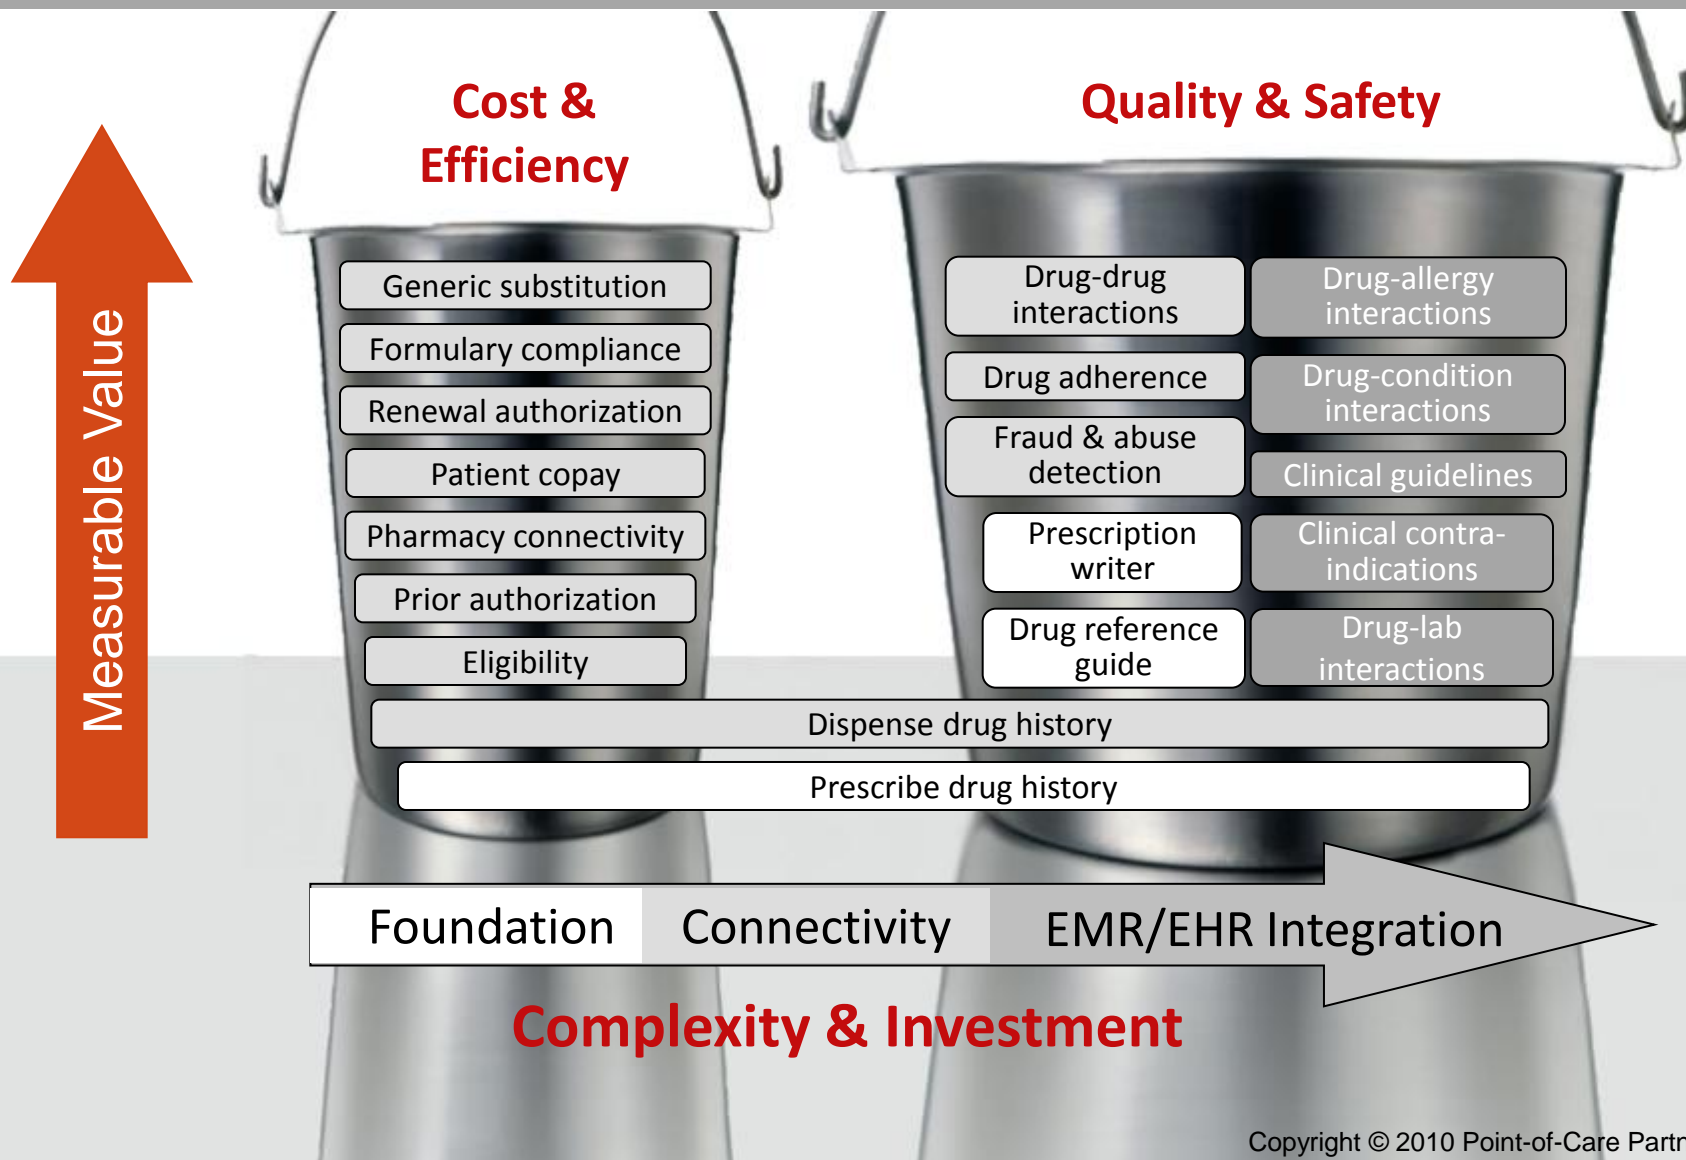 Cost &
Efficiency
Quality & Safety
Measurable Value
Generic substitution
Formulary compliance
Renewal authorization
Patient copay
Pharmacy connectivity
Prior authorization
Eligibility
Drug-drug
interactions
Drug adherence
Fraud & abuse
detection
Prescription
writer
Drug reference
guide
Drug-allergy
interactions
Drug-condition
interactions
Clinical guidelines
Clinical contra-
indications
Drug-lab
interactions
Dispense drug history
Prescribe drug history
Foundation Connectivity EMR/EHR Integration
Complexity & Investment
Copyright © 2010 Point-of-Care Partn